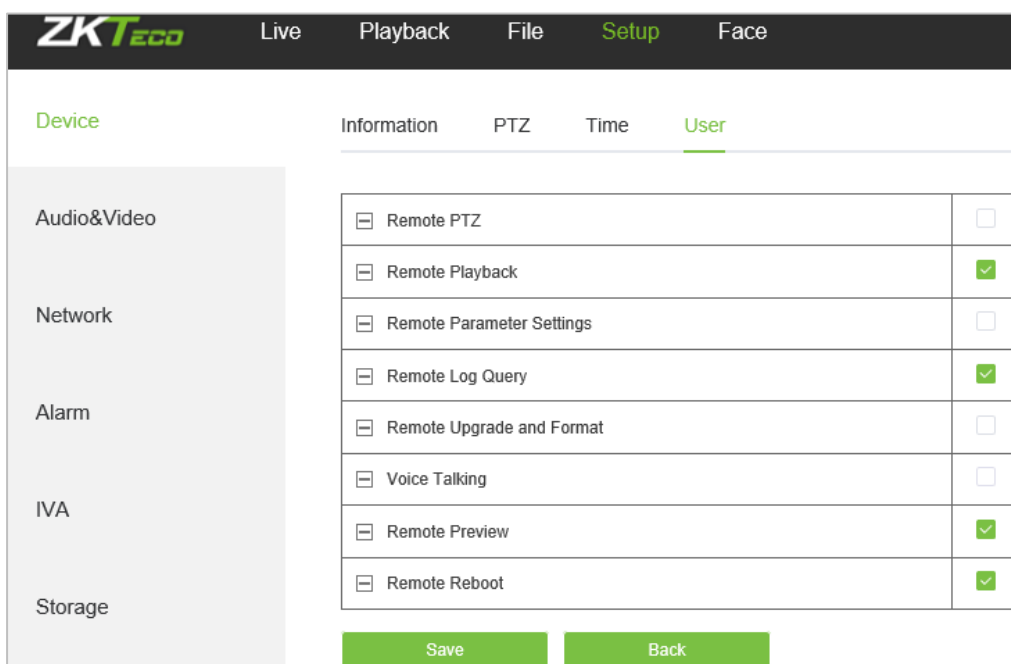 ZKTeco Live Playback File Setup Face
Device
Information PTZ Time User
Audio&Video
Network
Alarm
IVA
Storage
Remote PTZ
Remote Playback
Remote Parameter Settings
Remote Log Query
Remote Upgrade and Format
Voice Talking
Remote Preview
Remote Reboot
Save Back